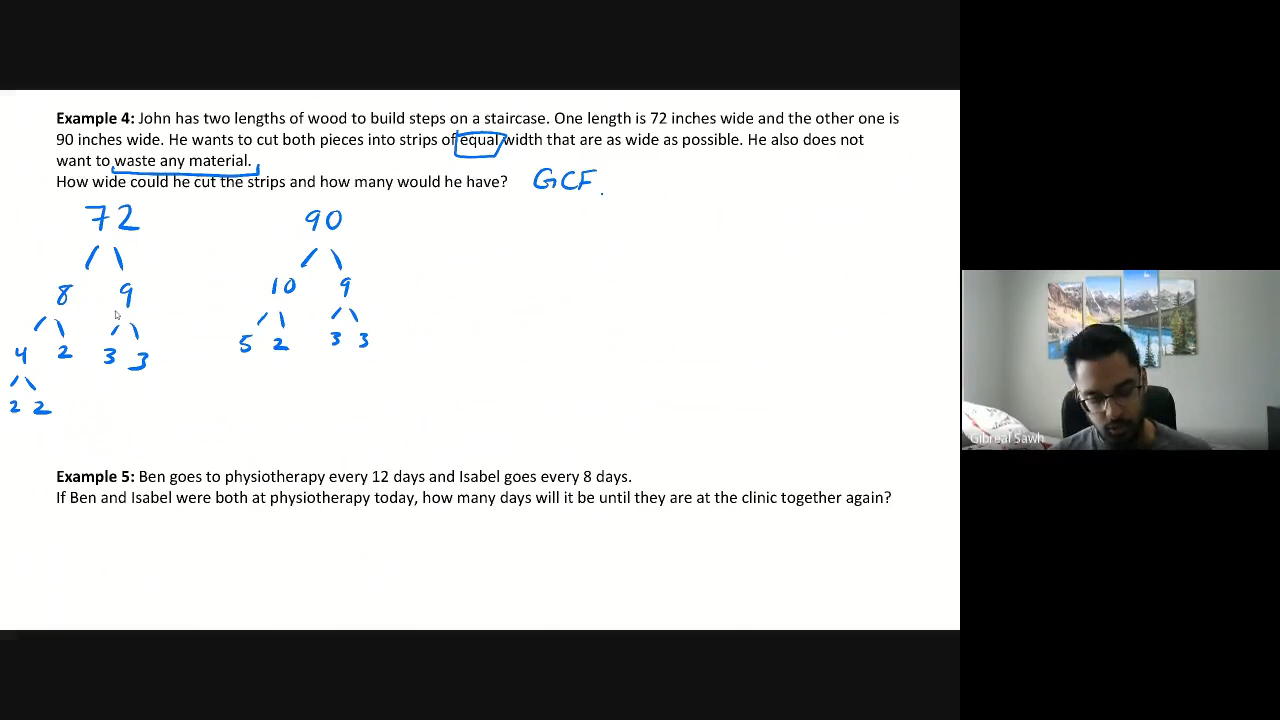 Example 4: John has two lengths of wood to build steps on a staircase. One length is 72 inches wide and the other one is
90 inches wide. He wants to cut both pieces into strips of equal width that are as wide as possible. He also does not
want to waste any material.
How wide could he cut the strips and how many would he have? GCF.
72 90
8 9 10 9
4 2 3 3 5 2 3 3
2 2
Gibreal Sawh
Example 5: Ben goes to physiotherapy every 12 days and Isabel goes every 8 days.
If Ben and Isabel were both at physiotherapy today, how many days will it be until they are at the clinic together again?